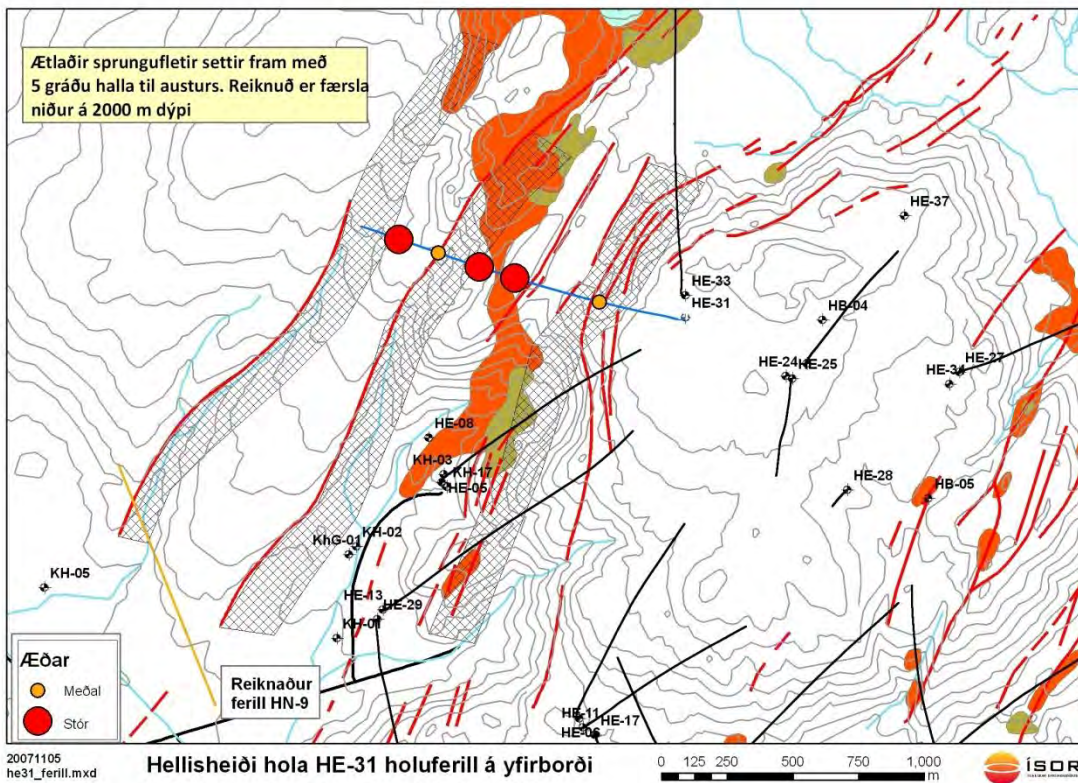 Ætlaðir sprungufletir settir fram með
5 gráðu halla til austurs. Reiknuð er færsla
niður á 2000 m dýpi
HE-37
HE-33
HE-31
HB-04
HE-24
HE-25
HE-27
HE-34
HE-08
KH-03
KH-17
HE-05
HE-28
HB-05
KhG-01
KH-02
KH-05
HE-13
HE-29
KH-01
Æðar
Meðal
Stór
Reiknaður
ferill HN-9
HE-11
HE-17
HE-06
20071105
he31_ferill.mxd
Hellisheiði hola HE-31 holuferill á yfirborði
0 125 250 500 750 1,000
m
ÍSOR